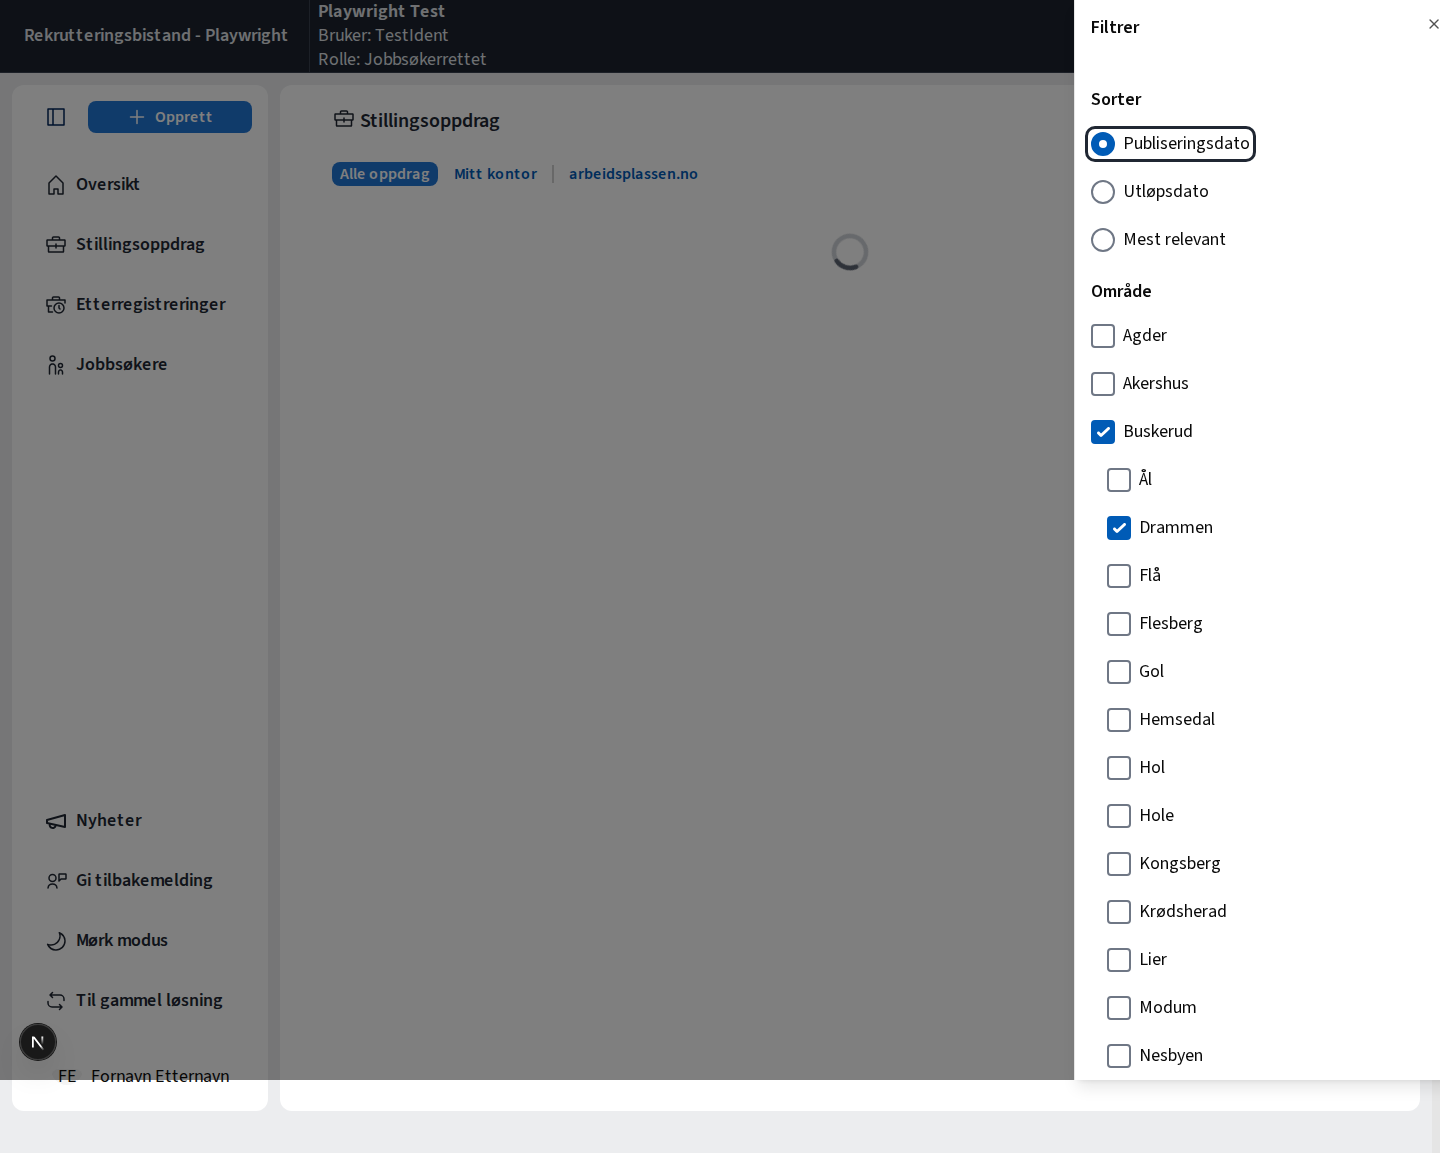 Rekrutteringsbistand - Playwright
Playwright Test
Bruker: TestIdent
Rolle: Jobbsøkerrettet
Opprett
Oversikt
Stillingsoppdrag
Etterregistreringer
Jobbsøkere
Nyheter
Gi tilbakemelding
Mørk modus
Til gammel løsning
N
FE Fornavn Etternavn
Stillingsoppdrag
Alle oppdrag Mitt kontor arbeidsplassen.no
Filtrer
Sorter
Publiseringsdato
Utløpsdato
Mest relevant
Område
Agder
Akershus
Buskerud
Ål
Drammen
Flå
Flesberg
Gol
Hemsedal
Hol
Hole
Kongsberg
Krødsherad
Lier
Modum
Nesbyen